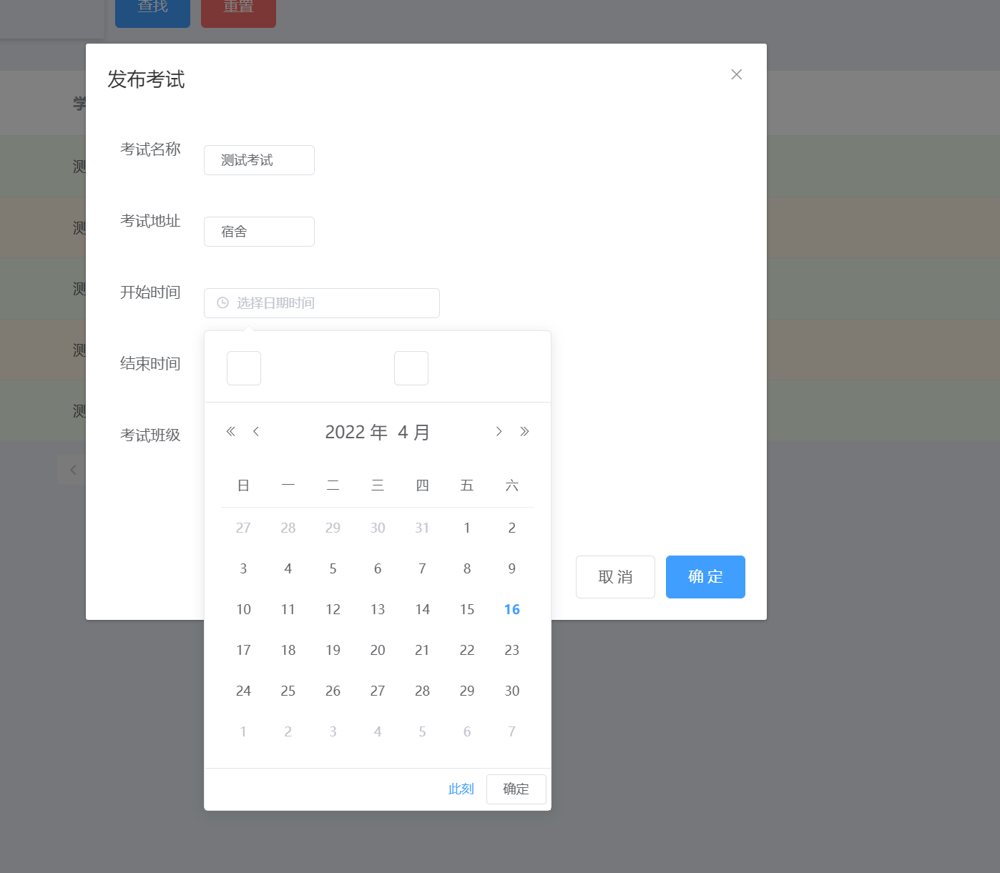 查找 重置
发布考试
学
考试名称 测试考试
测
考试地址 宿舍
测
开始时间 选择日期时间
测
结束时间
测
2022 年 4 月
考试班级
测
日 一 二 三 四 五 六
27 28 29 30 31 1 2
3 4 5 6 7 8 9
取 消 确 定
10 11 12 13 14 15 16
17 18 19 20 21 22 23
24 25 26 27 28 29 30
1 2 3 4 5 6 7
此刻 确定